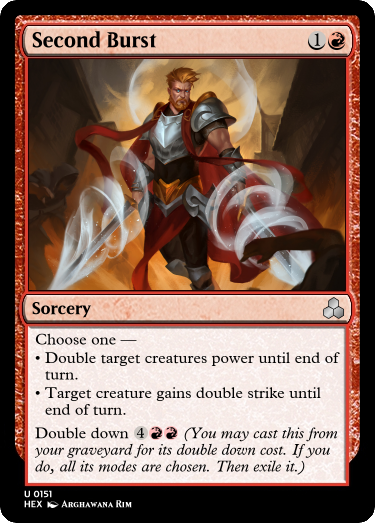 Second Burst 1
Sorcery
Choose one —
• Double target creatures power until end of
turn.
• Target creature gains double strike until
end of turn.
Double down 4 (You may cast this from
your graveyard for its double down cost. If you
do, all its modes are chosen. Then exile it.)
U 0151
HEX Arghawana Rim